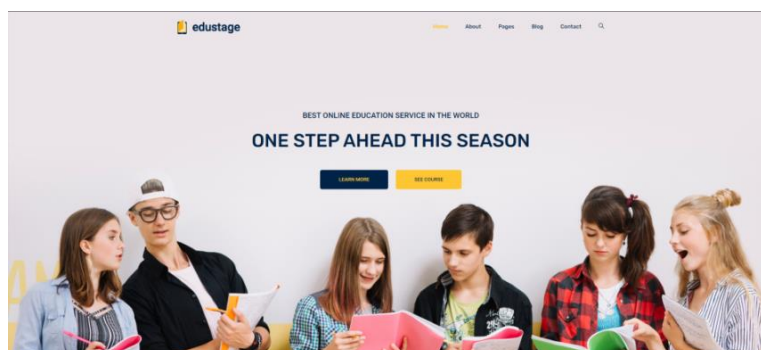 edustage
Home About Pages Blog Contact
BEST ONLINE EDUCATION SERVICE IN THE WORLD
ONE STEP AHEAD THIS SEASON
LEARN MORE SEE COURSE